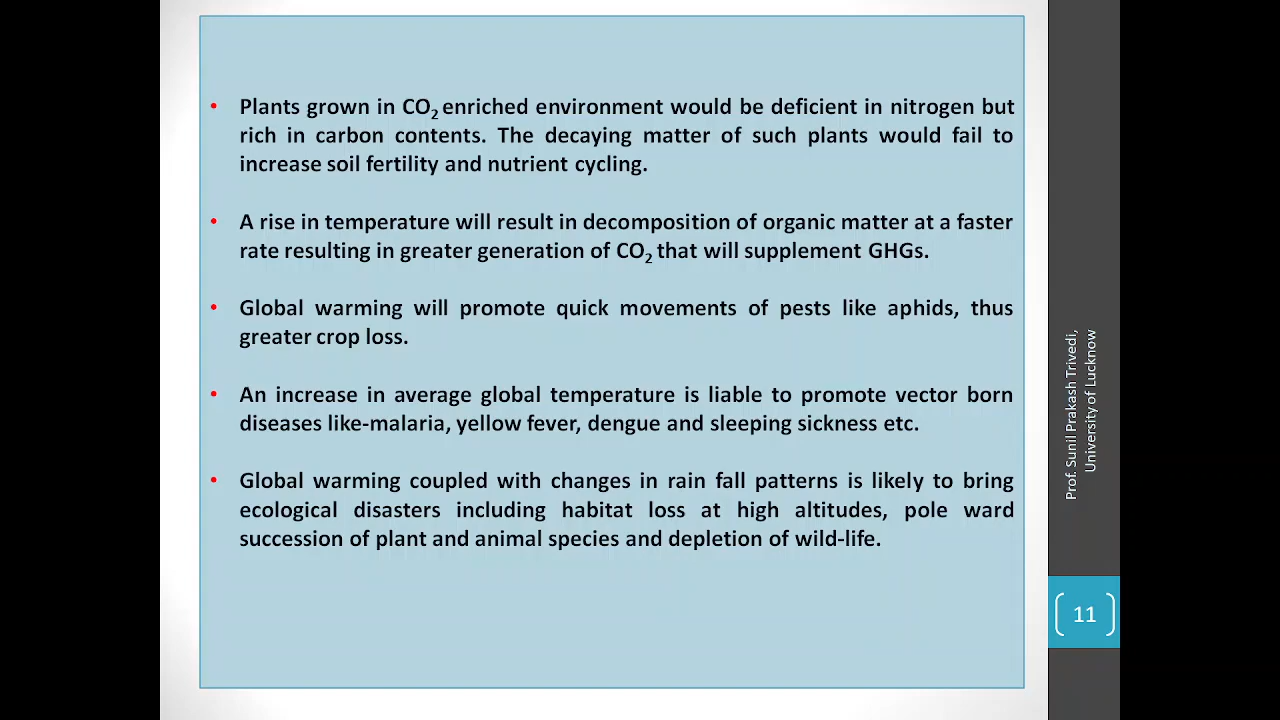 • Plants grown in CO2 enriched environment would be deficient in nitrogen but
rich in carbon contents. The decaying matter of such plants would fail to
increase soil fertility and nutrient cycling.
• A rise in temperature will result in decomposition of organic matter at a faster
rate resulting in greater generation of CO2 that will supplement GHGs.
• Global warming will promote quick movements of pests like aphids, thus
greater crop loss.
• An increase in average global temperature is liable to promote vector born
diseases like-malaria, yellow fever, dengue and sleeping sickness etc.
• Global warming coupled with changes in rain fall patterns is likely to bring
ecological disasters including habitat loss at high altitudes, pole ward
succession of plant and animal species and depletion of wild-life.
Prof. Sunil Prakash Trivedi,
University of Lucknow
11